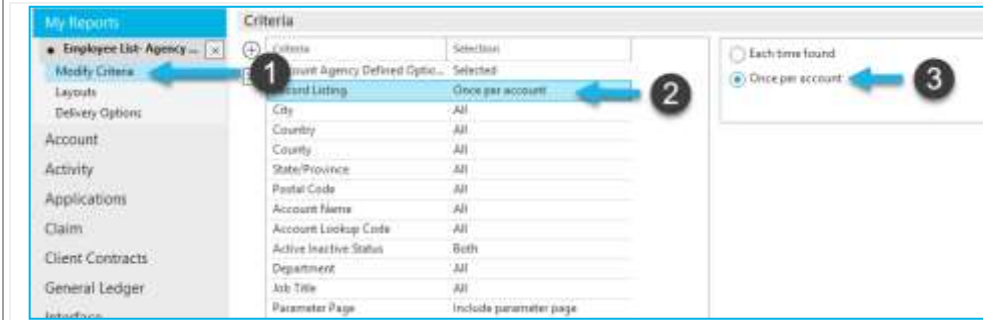 My Reports
Employee List- Agency ...
Modify Criteria
Layouts
Delivery Options
Account
Activity
Applications
Claim
Client Contracts
General Ledger
Interface
1
Criteria
Criteria Selection
Account Agency Defined Optio... Selected
Record Listing Once per account
City All
Country All
County All
State/Province All
Postal Code All
Account Name All
Account Lookup Code All
Active Inactive Status Both
Department All
Job Title All
Parameter Page Include parameter page
2
Each time found
Once per account
3